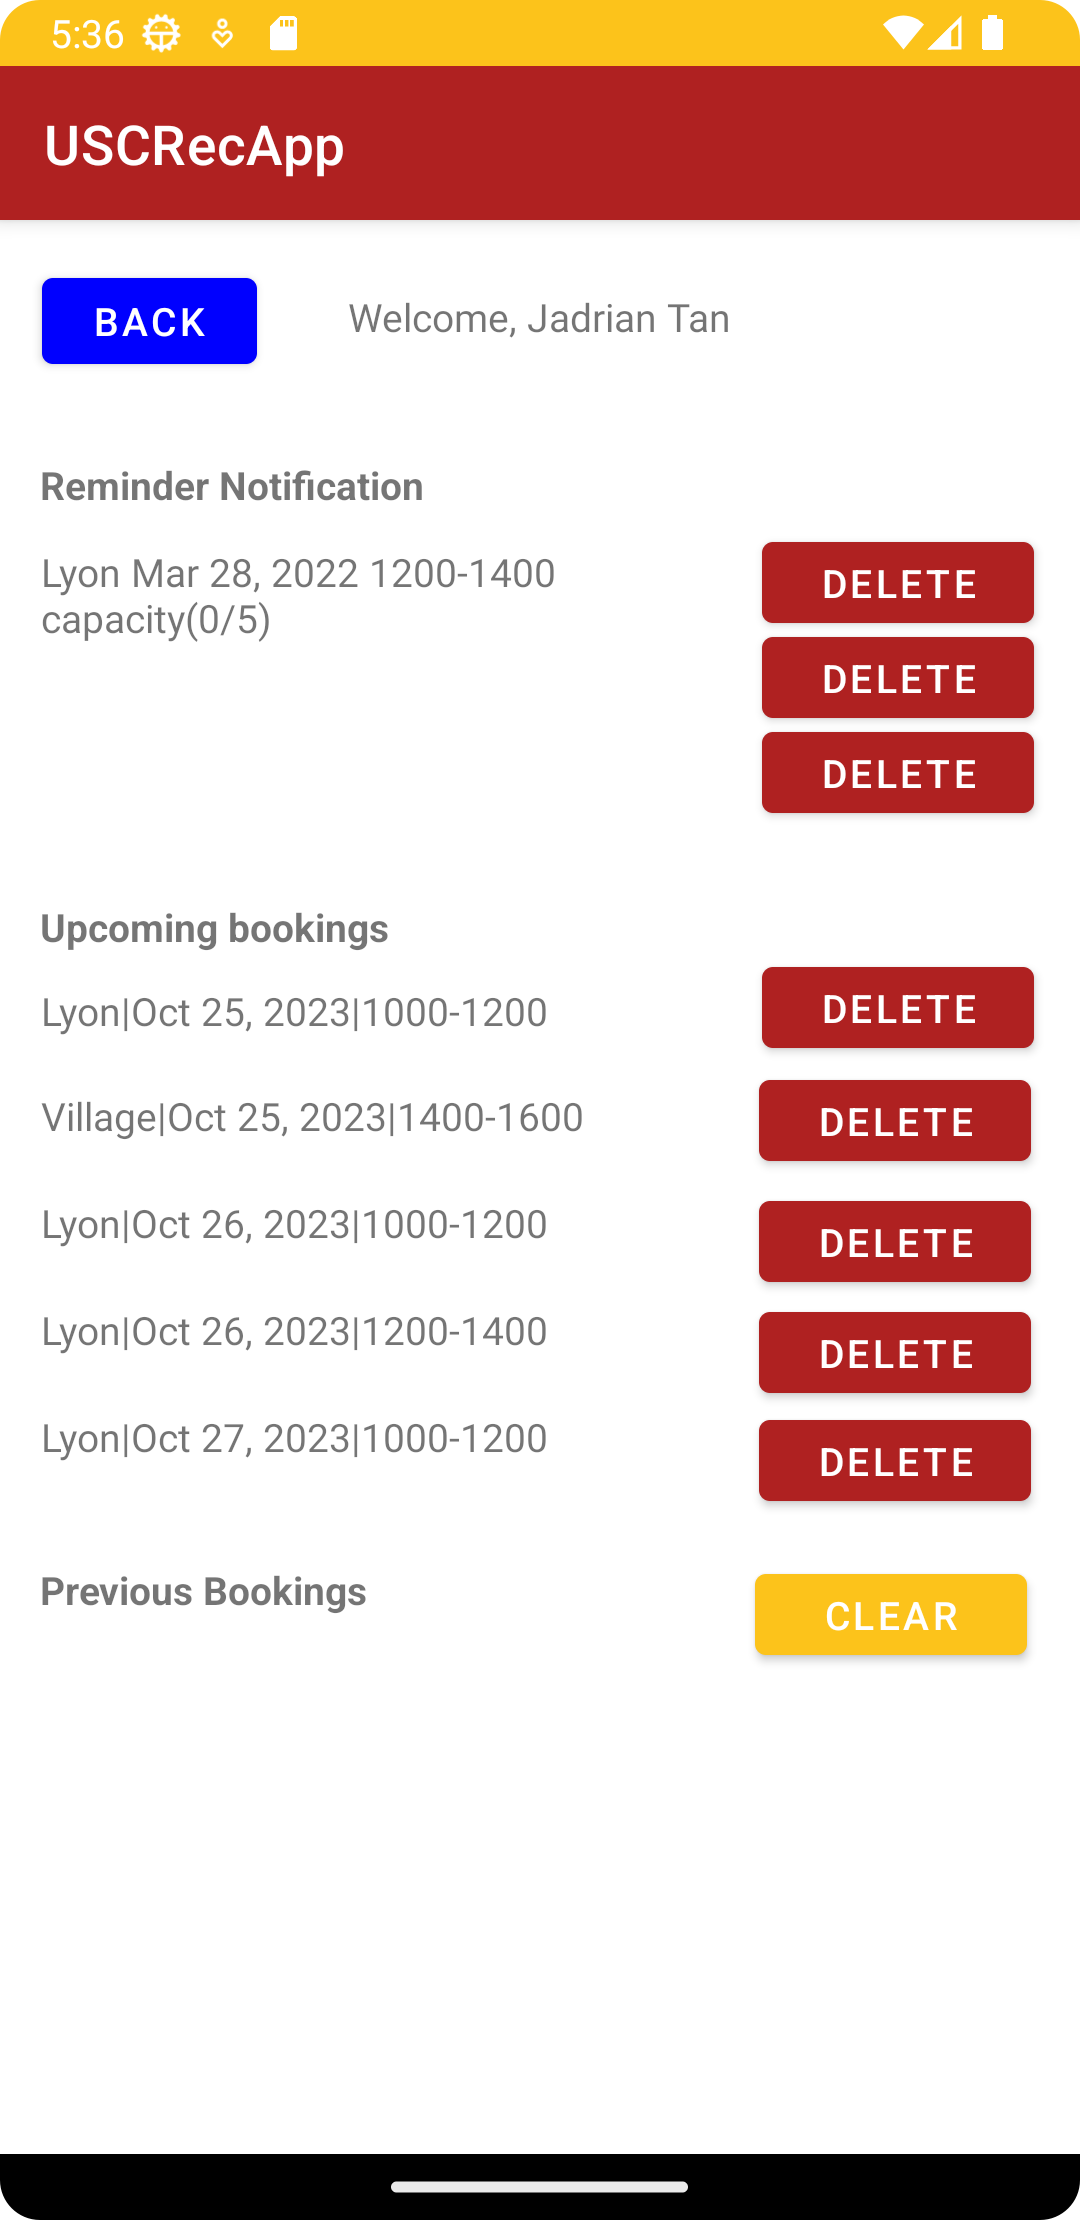 5:36
USCRecApp
BACK
Welcome, Jadrian Tan
Reminder Notification
Lyon Mar 28, 2022 1200-1400
capacity(0/5)
DELETE
DELETE
DELETE
Upcoming bookings
Lyon|Oct 25, 2023|1000-1200
DELETE
Village|Oct 25, 2023|1400-1600
DELETE
Lyon|Oct 26, 2023|1000-1200
DELETE
Lyon|Oct 26, 2023|1200-1400
DELETE
Lyon|Oct 27, 2023|1000-1200
DELETE
Previous Bookings
CLEAR